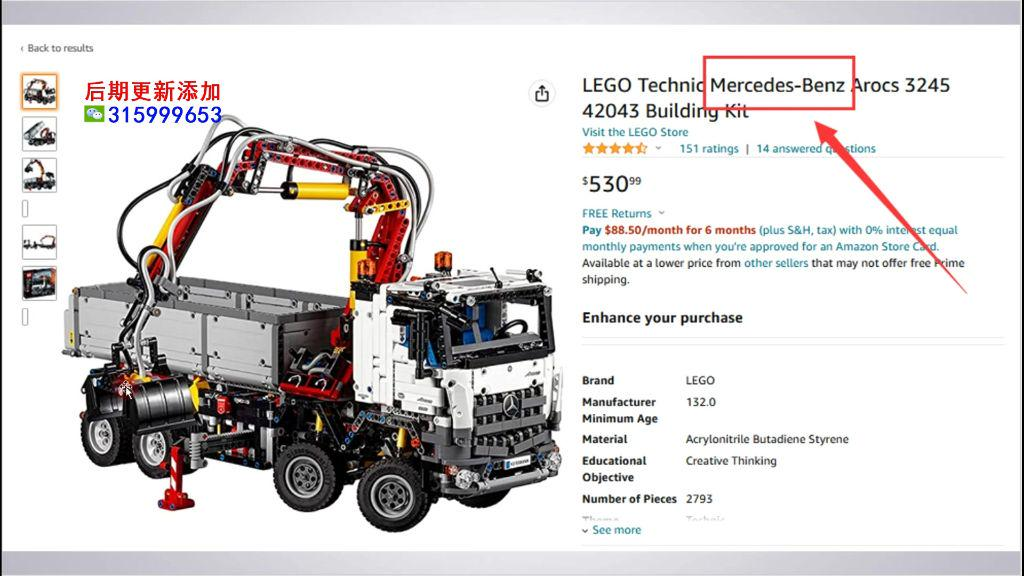 ‹ Back to results
后期更新添加
315999653
LEGO Technic Mercedes-Benz Arocs 3245
42043 Building Kit
Visit the LEGO Store
151 ratings | 14 answered questions
$53099
FREE Returns
Pay $88.50/month for 6 months (plus S&H, tax) with 0% interest equal
monthly payments when you're approved for an Amazon Store Card.
Available at a lower price from other sellers that may not offer free Prime
shipping.
Enhance your purchase
Brand LEGO
Manufacturer 132.0
Minimum Age
Material Acrylonitrile Butadiene Styrene
Educational Creative Thinking
Objective
Number of Pieces 2793
Theme Technic
See more